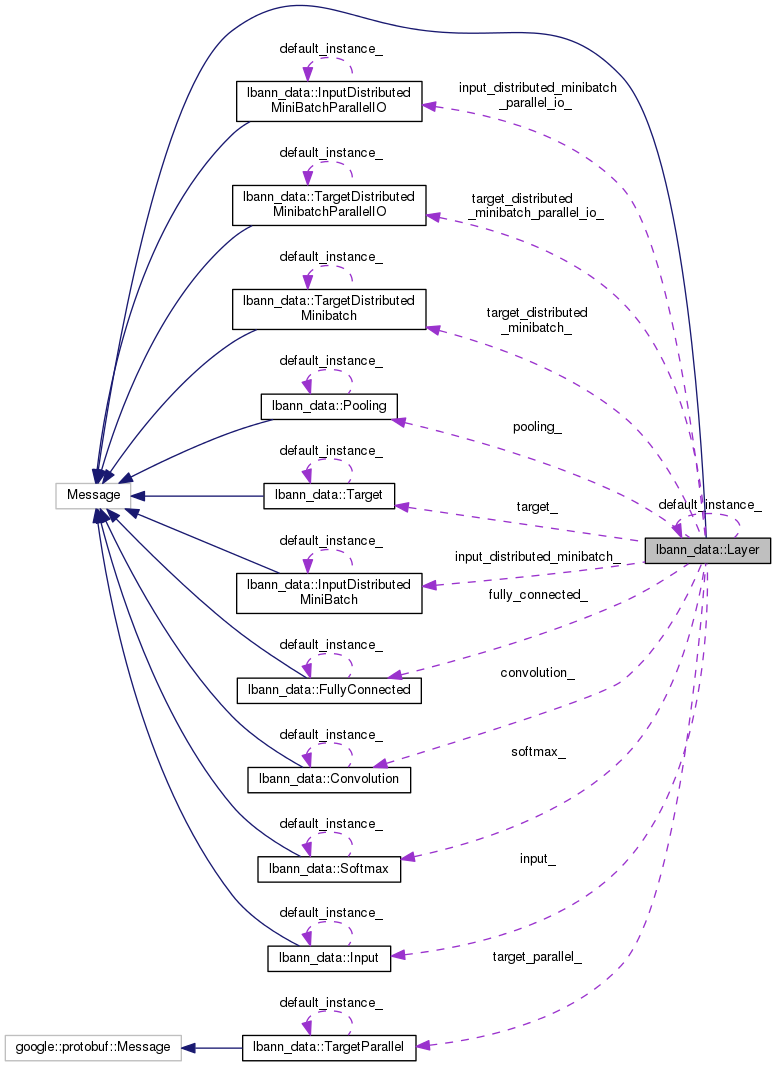 default_instance_
lbann_data::InputDistributed
MiniBatchParallelIO
input_distributed_minibatch
_parallel_io_
default_instance_
lbann_data::TargetDistributed
MinibatchParallelIO
target_distributed
_minibatch_parallel_io_
default_instance_
lbann_data::TargetDistributed
Minibatch
target_distributed
_minibatch_
default_instance_
lbann_data::Pooling
pooling_
default_instance_
lbann_data::Target
Message
target_
default_instance_
lbann_data::Layer
default_instance_
lbann_data::InputDistributed
MiniBatch
input_distributed_minibatch_
fully_connected_
default_instance_
lbann_data::FullyConnected
convolution_
default_instance_
lbann_data::Convolution
softmax_
default_instance_
lbann_data::Softmax
input_
default_instance_
lbann_data::Input
target_parallel_
default_instance_
lbann_data::TargetParallel
google::protobuf::Message